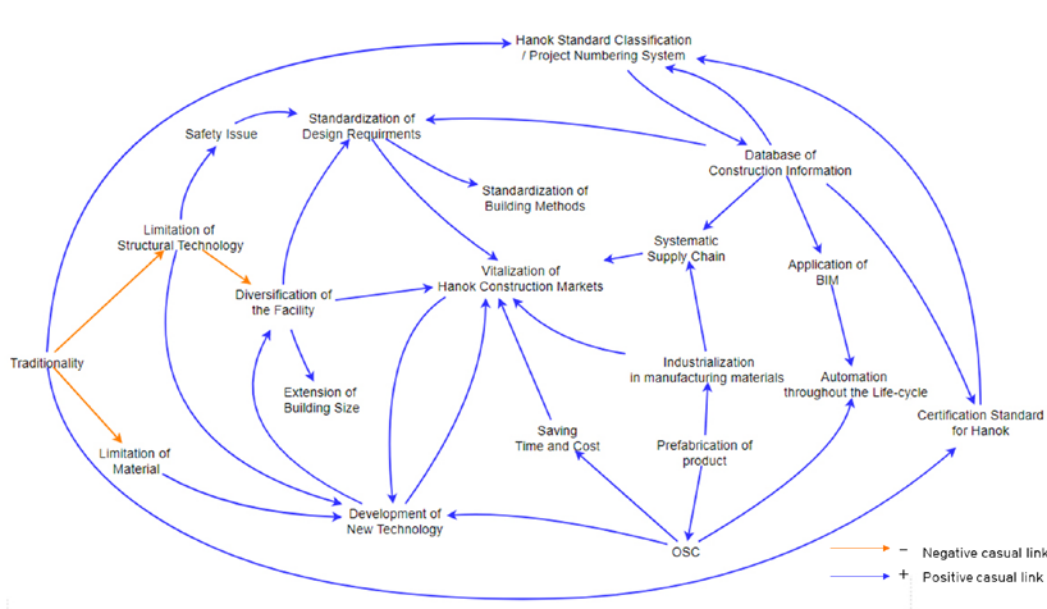 Hanok Standard Classification
/ Project Numbering System
Safety Issue
Standardization of
Design Requirments
Database of
Construction Information
Standardization of
Building Methods
Limitation of
Structural Technology
Systematic
Supply Chain
Application of
BIM
Vitalization of
Hanok Construction Markets
Diversification of
the Facility
Traditionality
Industrialization
in manufacturing materials
Automation
throughout the Life-cycle
Extension of
Building Size
Certification Standard
for Hanok
Saving
Time and Cost
Prefabrication of
product
Limitation of
Material
Development of
New Technology
OSC
− Negative casual link
+ Positive casual link